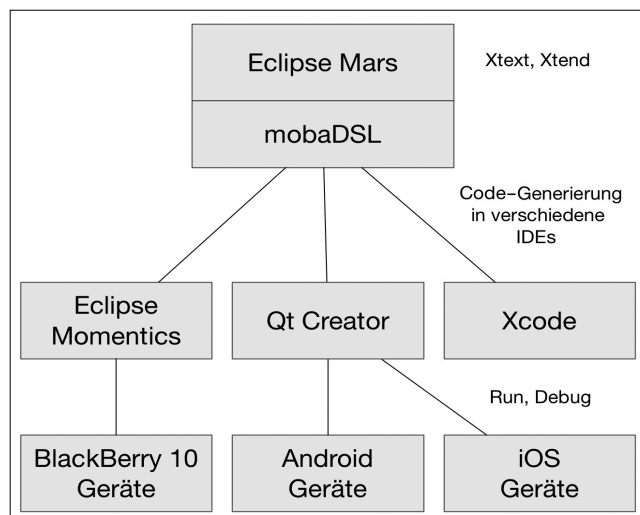 Eclipse Mars
Xtext, Xtend
mobaDSL
Code-Generierung
in verschiedene
IDEs
Eclipse
Momentics
Qt Creator
Xcode
Run, Debug
BlackBerry 10
Geräte
Android
Geräte
iOS
Geräte